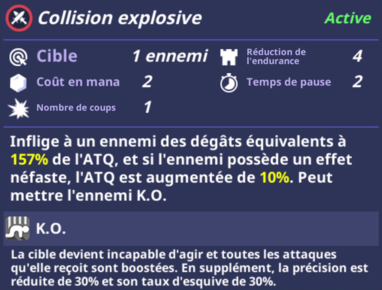 Collision explosive Active
Cible 1 ennemi Réduction de l'endurance 4
Coût en mana 2 Temps de pause 2
Nombre de coups 1
Inflige à un ennemi des dégâts équivalents à
157% de l'ATQ, et si l'ennemi possède un effet
néfaste, l'ATQ est augmentée de 10%. Peut
mettre l'ennemi K.O.
K.O.
La cible devient incapable d'agir et toutes les attaques
qu'elle reçoit sont boostées. En supplément, la précision est
réduite de 30% et son taux d'esquive de 30%.